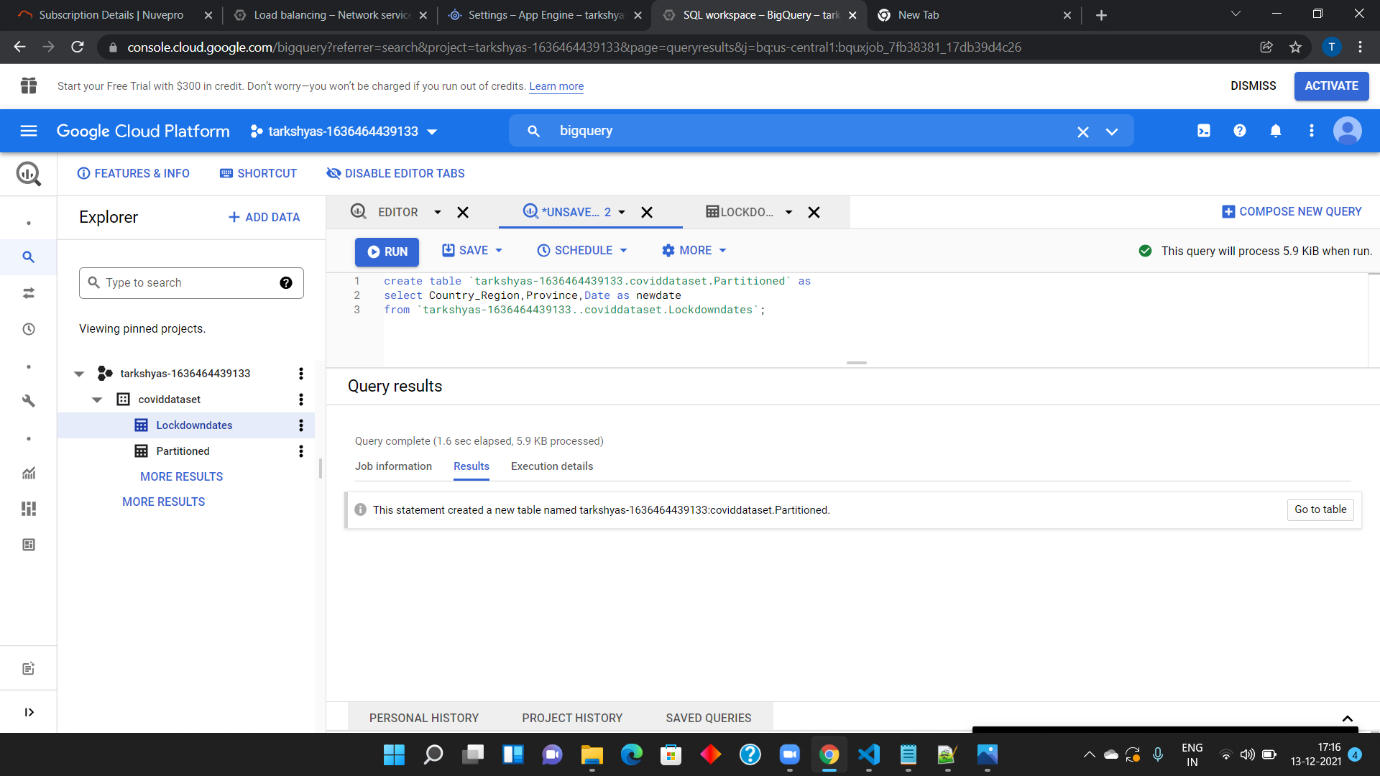 Subscription Details | Nuvepro
Load balancing – Network servic
Settings – App Engine – tarkshya
SQL workspace – BigQuery – tark
New Tab
console.cloud.google.com/bigquery?referrer=search&project=tarkshyas-1636464439133&page=queryresults&j=bq:us-central1:bquxjob_7fb38381_17db39d4c26
T
Start your Free Trial with $300 in credit. Don't worry—you won't be charged if you run out of credits. Learn more
DISMISS
ACTIVATE
Google Cloud Platform
tarkshyas-1636464439133
bigquery
FEATURES & INFO
SHORTCUT
DISABLE EDITOR TABS
Explorer
+ ADD DATA
EDITOR
*UNSAVE... 2
LOCKDO...
COMPOSE NEW QUERY
RUN
SAVE
SCHEDULE
MORE
This query will process 5.9 KiB when run.
Type to search
1 create table `tarkshyas-1636464439133.coviddataset.Partitioned` as
2 select Country_Region,Province,Date as newdate
3 from `tarkshyas-1636464439133..coviddataset.Lockdowndates`;
Viewing pinned projects.
tarkshyas-1636464439133
coviddataset
Lockdowndates
Partitioned
MORE RESULTS
MORE RESULTS
Query results
Query complete (1.6 sec elapsed, 5.9 KB processed)
Job information
Results
Execution details
This statement created a new table named tarkshyas-1636464439133:coviddataset.Partitioned.
Go to table
PERSONAL HISTORY
PROJECT HISTORY
SAVED QUERIES
ENG
IN
17:16
13-12-2021
4